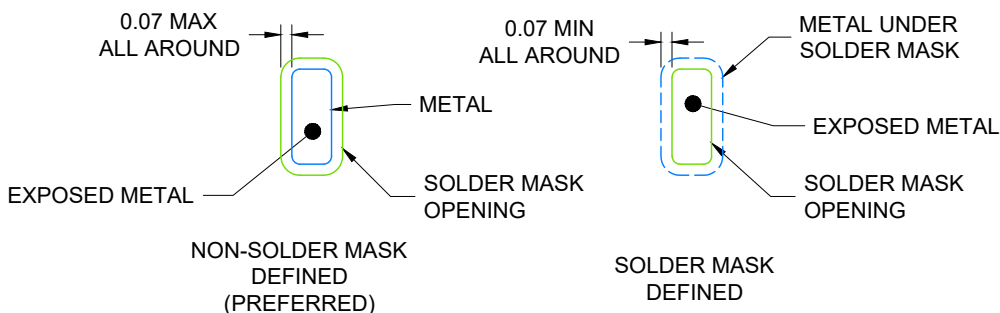 0.07 MAX
ALL AROUND
METAL
EXPOSED METAL
SOLDER MASK
OPENING
NON-SOLDER MASK
DEFINED
(PREFERRED)
0.07 MIN
ALL AROUND
METAL UNDER
SOLDER MASK
EXPOSED METAL
SOLDER MASK
OPENING
SOLDER MASK
DEFINED